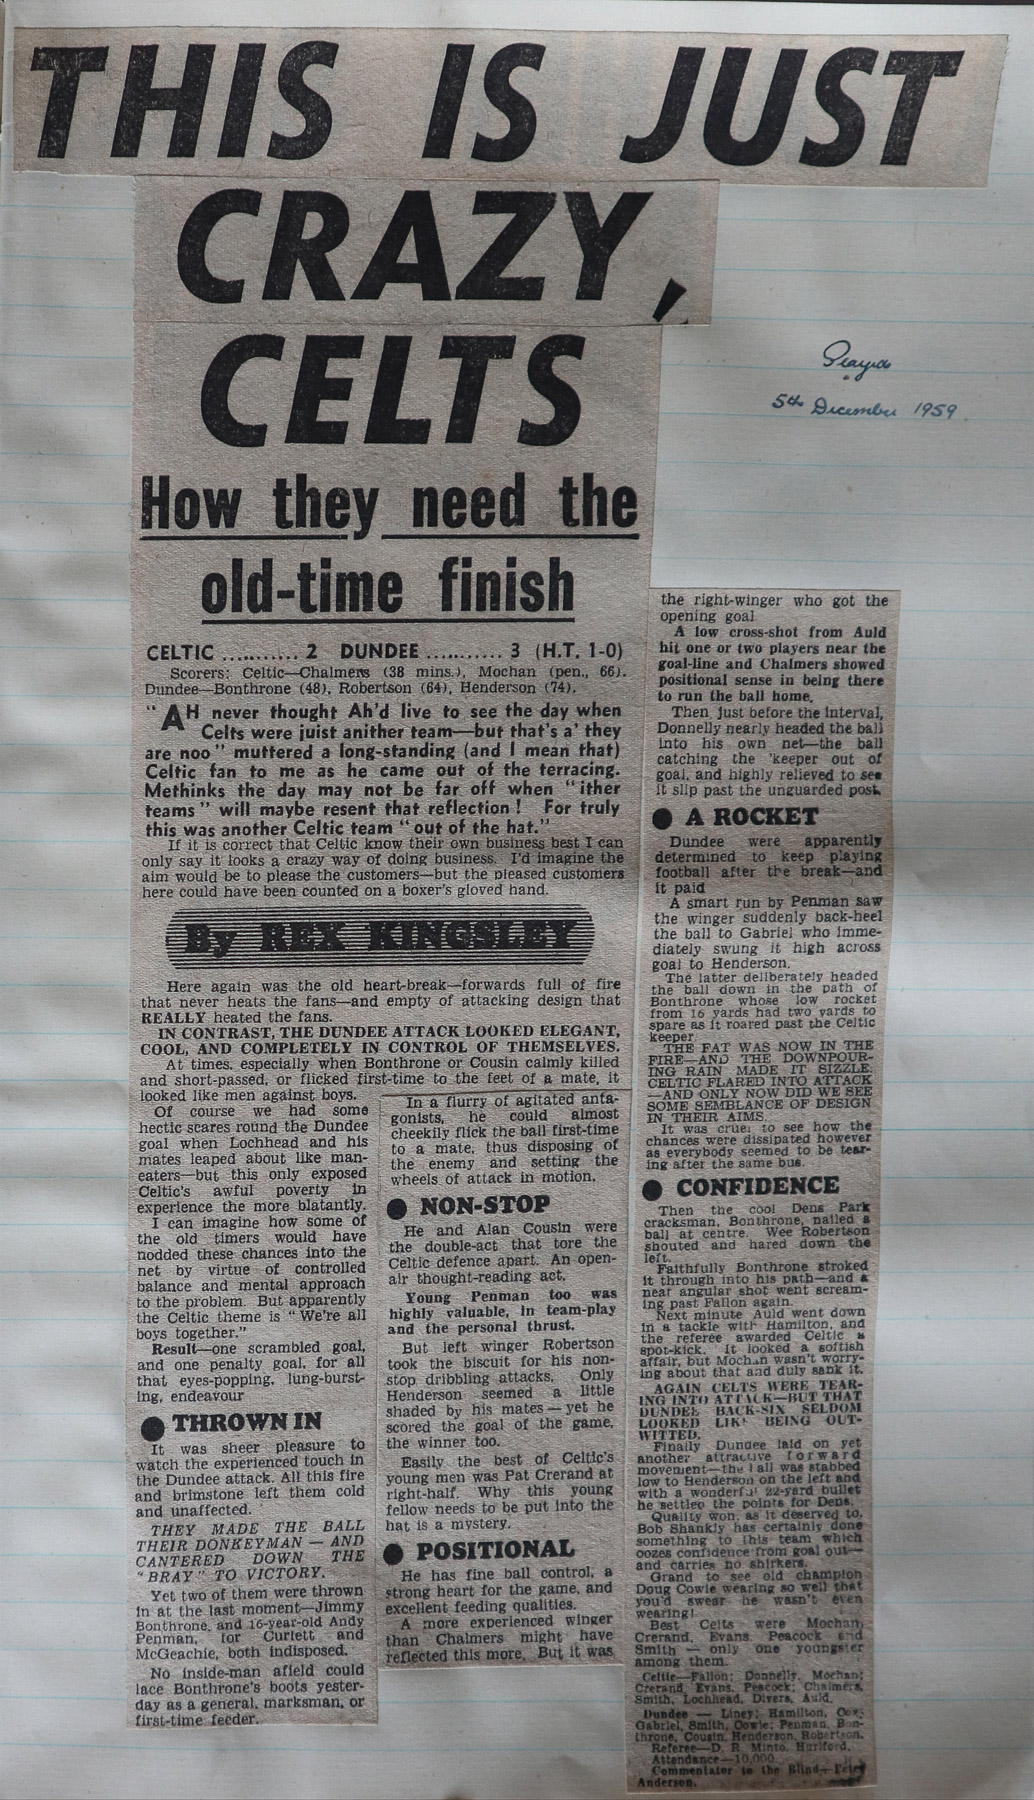 THIS IS JUST
CRAZY,
CELTS
5th December 1959
How they need the
old-time finish
CELTIC ........... 2 DUNDEE ........... 3 (H.T. 1-0)
Scorers: Celtic—Chalmers (38 mins.), Mochan (pen., 66).
Dundee—Bonthrone (48), Robertson (64), Henderson (74).
"AH never thought Ah'd live to see the day when
Celts were juist anither team—but that's a' they
are noo" muttered a long-standing (and I mean that)
Celtic fan to me as he came out of the terracing.
Methinks the day may not be far off when "ither
teams" will maybe resent that reflection! For truly
this was another Celtic team "out of the hat."
If it is correct that Celtic know their own business best I can
only say it looks a crazy way of doing business. I'd imagine the
aim would be to please the customers—but the pleased customers
here could have been counted on a boxer's gloved hand.
By REX KINGSLEY
Here again was the old heart-break—forwards full of fire
that never heats the fans—and empty of attacking design that
REALLY heated the fans.
IN CONTRAST, THE DUNDEE ATTACK LOOKED ELEGANT,
COOL, AND COMPLETELY IN CONTROL OF THEMSELVES.
At times, especially when Bonthrone or Cousin calmly killed
and short-passed, or flicked first-time to the feet of a mate, it
looked like men against boys.
Of course we had some
hectic scares round the Dundee
goal when Lochhead and his
mates leaped about like man-
eaters—but this only exposed
Celtic's awful poverty in
experience the more blatantly.
I can imagine how some of
the old timers would have
nodded these chances into the
net by virtue of controlled
balance and mental approach
to the problem. But apparently
the Celtic theme is "We're all
boys together."
Result—one scrambled goal,
and one penalty goal, for all
that eyes-popping, lung-burst-
ing, endeavour
● THROWN IN
It was sheer pleasure to
watch the experienced touch in
the Dundee attack. All this fire
and brimstone left them cold
and unaffected.
THEY MADE THE BALL
THEIR DONKEYMAN — AND
CANTERED DOWN THE
"BRAY" TO VICTORY.
Yet two of them were thrown
in at the last moment—Jimmy
Bonthrone, and 16-year-old Andy
Penman, for Curlett and
McGeachie, both indisposed.
No inside-man afield could
lace Bonthrone's boots yester-
day as a general, marksman, or
first-time feeder.
In a flurry of agitated anta-
gonists, he could almost
cheekily flick the ball first-time
to a mate, thus disposing of
the enemy and setting the
wheels of attack in motion.
● NON-STOP
He and Alan Cousin were
the double-act that tore the
Celtic defence apart. An open-
air thought-reading act.
Young Penman too was
highly valuable, in team-play
and the personal thrust.
But left winger Robertson
took the biscuit for his non-
stop dribbling attacks. Only
Henderson seemed a little
shaded by his mates—yet he
scored the goal of the game,
the winner too.
Easily the best of Celtic's
young men was Pat Crerand at
right-half. Why this young
fellow needs to be put into the
hat is a mystery.
● POSITIONAL
He has fine ball control, a
strong heart for the game, and
excellent feeding qualities.
A more experienced winger
than Chalmers might have
reflected this more. But it was
the right-winger who got the
opening goal
A low cross-shot from Auld
hit one or two players near the
goal-line and Chalmers showed
positional sense in being there
to run the ball home.
Then, just before the interval,
Donnelly nearly headed the ball
into his own net—the ball
catching the 'keeper out of
goal, and highly relieved to see
it slip past the unguarded post.
● A ROCKET
Dundee were apparently
determined to keep playing
football after the break—and
it paid
A smart run by Penman saw
the winger suddenly back-heel
the ball to Gabriel who imme-
diately swung it high across
goal to Henderson.
The latter deliberately headed
the ball down in the path of
Bonthrone whose low rocket
from 16 yards had two yards to
spare as it roared past the Celtic
keeper.
THE FAT WAS NOW IN THE
FIRE—AND THE DOWNPOUR-
ING RAIN MADE IT SIZZLE.
CELTIC FLARED INTO ATTACK
—AND ONLY NOW DID WE SEE
SOME SEMBLANCE OF DESIGN
IN THEIR AIMS.
It was cruel to see how the
chances were dissipated however
as everybody seemed to be tear-
ing after the same bus.
● CONFIDENCE
Then the cool Dens Park
cracksman, Bonthrone, nailed a
ball at centre. Wee Robertson
shouted and hared down the
left.
Faithfully Bonthrone stroked
it through into his path—and a
near angular shot went scream-
ing past Fallon again.
Next minute Auld went down
in a tackle with Hamilton, and
the referee awarded Celtic a
spot-kick. It looked a softish
affair, but Mochan wasn't worry-
ing about that and duly sank it.
AGAIN CELTS WERE TEAR-
ING INTO ATTACK—BUT THAT
DUNDEE BACK-SIX SELDOM
LOOKED LIKE BEING OUT-
WITTED.
Finally Dundee laid on yet
another attractive forward
movement—the ball was stabbed
low to Henderson on the left and
with a wonderful 22-yard bullet
he settled the points for Dens.
Quality won, as it deserved to.
Bob Shankly has certainly done
something to this team which
oozes confidence from goal out—
and carries no shirkers.
Grand to see old champion
Doug Cowie wearing so well that
you'd swear he wasn't even
wearing!
Best Celts were Mochan,
Crerand, Evans, Peacock and
Smith — only one youngster
among them.
Celtic—Fallon; Donnelly, Mochan;
Crerand, Evans, Peacock; Chalmers,
Smith, Lochhead, Divers, Auld.
Dundee — Liney; Hamilton, Cox;
Gabriel, Smith, Cowie; Penman, Bon-
throne, Cousin, Henderson, Robertson.
Referee—D. R. Minto, Hurlford.
Attendance—10,000.
Commentator to the Blind—
Anderson.